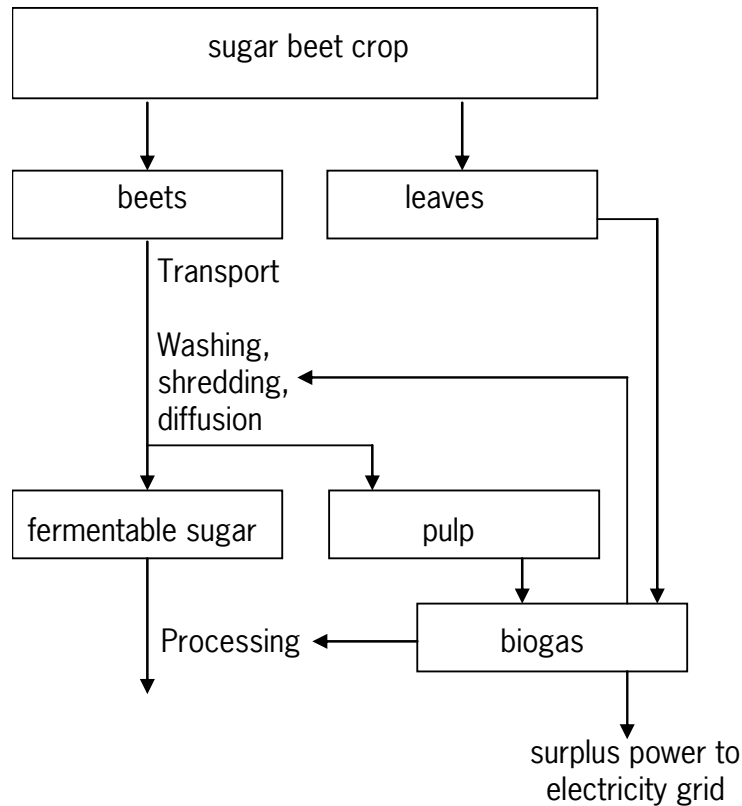 sugar beet crop
beets
leaves
Transport
Washing,
shredding,
diffusion
fermentable sugar
pulp
Processing
biogas
surplus power to
electricity grid